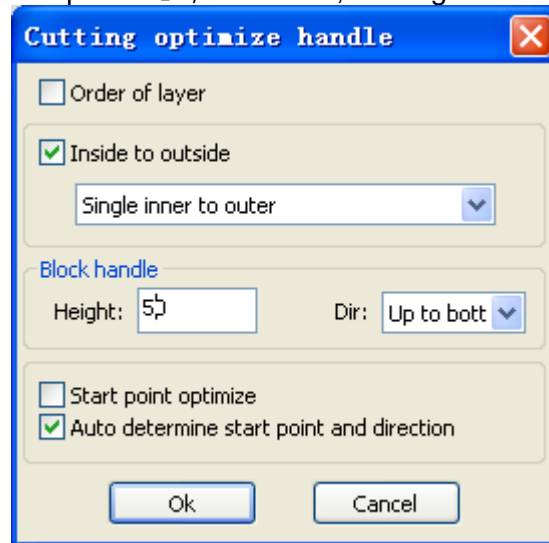 Cutting optimize handle
Order of layer
Inside to outside
Single inner to outer
Block handle
Height:
Dir: Up to bott
Start point optimize
Auto determine start point and direction
Ok Cancel